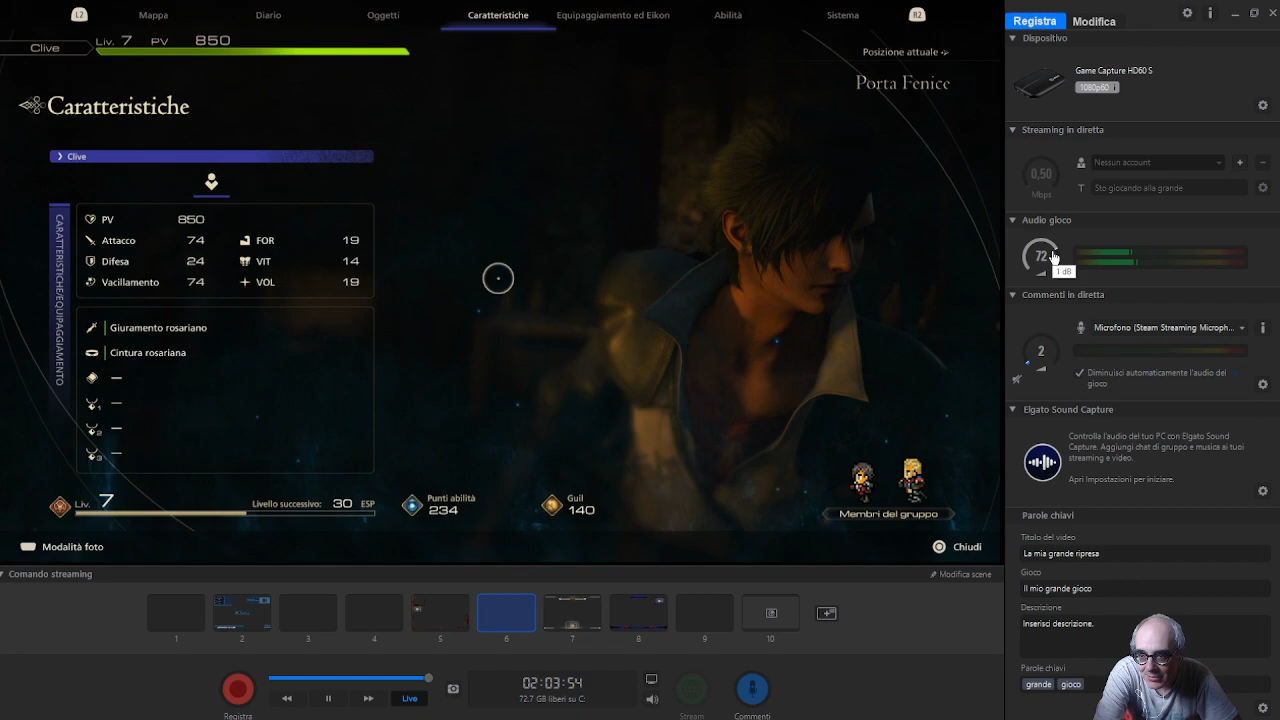 L2
Mappa
Diario
Oggetti
Caratteristiche
Equipaggiamento ed Eikon
Abilità
Sistema
R2
Clive
Liv. 7 PV 850
Posizione attuale
Porta Fenice
Caratteristiche
Clive
CARATTERISTICHE/EQUIPAGGIAMENTO
PV 850
Attacco 74 FOR 19
Difesa 24 VIT 14
Vacillamento 74 VOL 19
Giuramento rosariano
Cintura rosariana
—
1 —
2 —
3 —
Liv. 7
Livello successivo: 30 ESP
Punti abilità
234
Guil
140
Membri del gruppo
Modalità foto
Chiudi
Comando streaming
Modifica scene
1
2
3
4
5
6
7
8
9
10
Registra
Live
02:03:54
72.7 GB liberi su C:
Stream
Commenti
Registra
Modifica
Dispositivo
Game Capture HD60 S
1080p60
Streaming in diretta
0,50
Mbps
Nessun account
T Sto giocando alla grande
Audio gioco
72
1 dB
Commenti in diretta
2
Microfono (Steam Streaming Microph...
Diminuisci automaticamente l'audio del
gioco
Elgato Sound Capture
Controlla l'audio del tuo PC con Elgato Sound
Capture. Aggiungi chat di gruppo e musica ai tuoi
streaming e video.
Apri Impostazioni per iniziare.
Parole chiavi
Titolo del video
La mia grande ripresa
Gioco
Il mio grande gioco
Descrizione
Inserisci descrizione.
Parole chiavi
grande
gioco